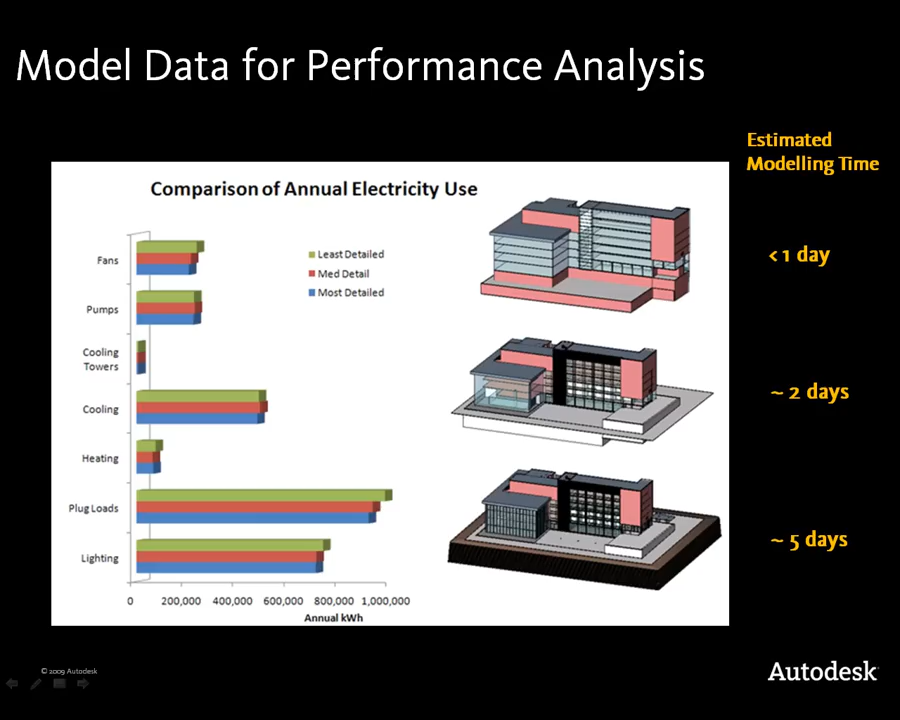 Model Data for Performance Analysis
Estimated
Modelling Time
Comparison of Annual Electricity Use
Least Detailed
Med Detail
Most Detailed
Fans
Pumps
Cooling
Towers
Cooling
Heating
Plug Loads
Lighting
0 200,000 400,000 600,000 800,000 1,000,000
Annual kWh
< 1 day
~ 2 days
~ 5 days
© 2009 Autodesk
Autodesk